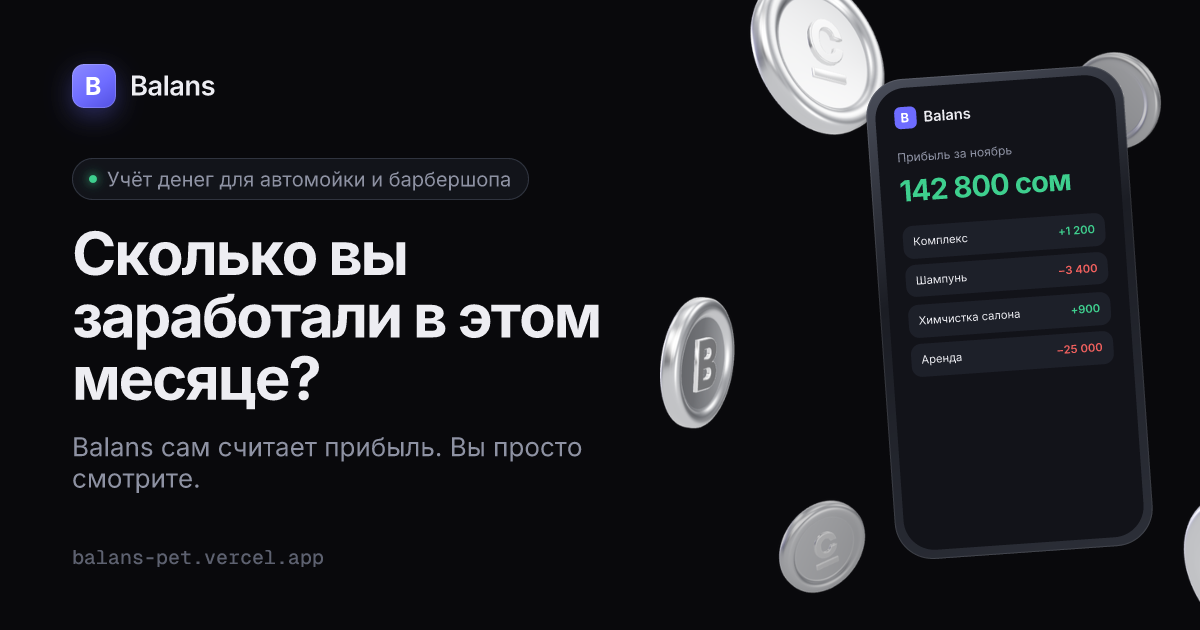 B Balans
Учёт денег для автомойки и барбершопа
Сколько вы
заработали в этом
месяце?
Balans сам считает прибыль. Вы просто
смотрите.
balans-pet.vercel.app
С
B
С
B Balans
Прибыль за ноябрь
142 800 сом
Комплекс +1 200
Шампунь −3 400
Химчистка салона +900
Аренда −25 000